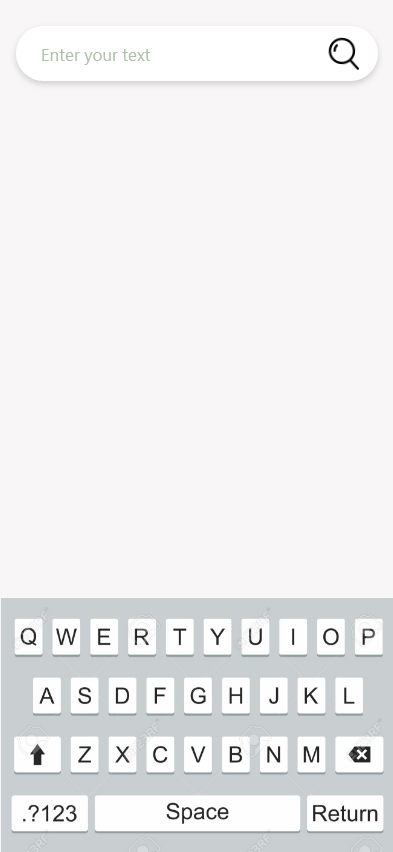 Enter your text
Q W E R T Y U I O P
A S D F G H J K L
Z X C V B N M
.?123 Space Return